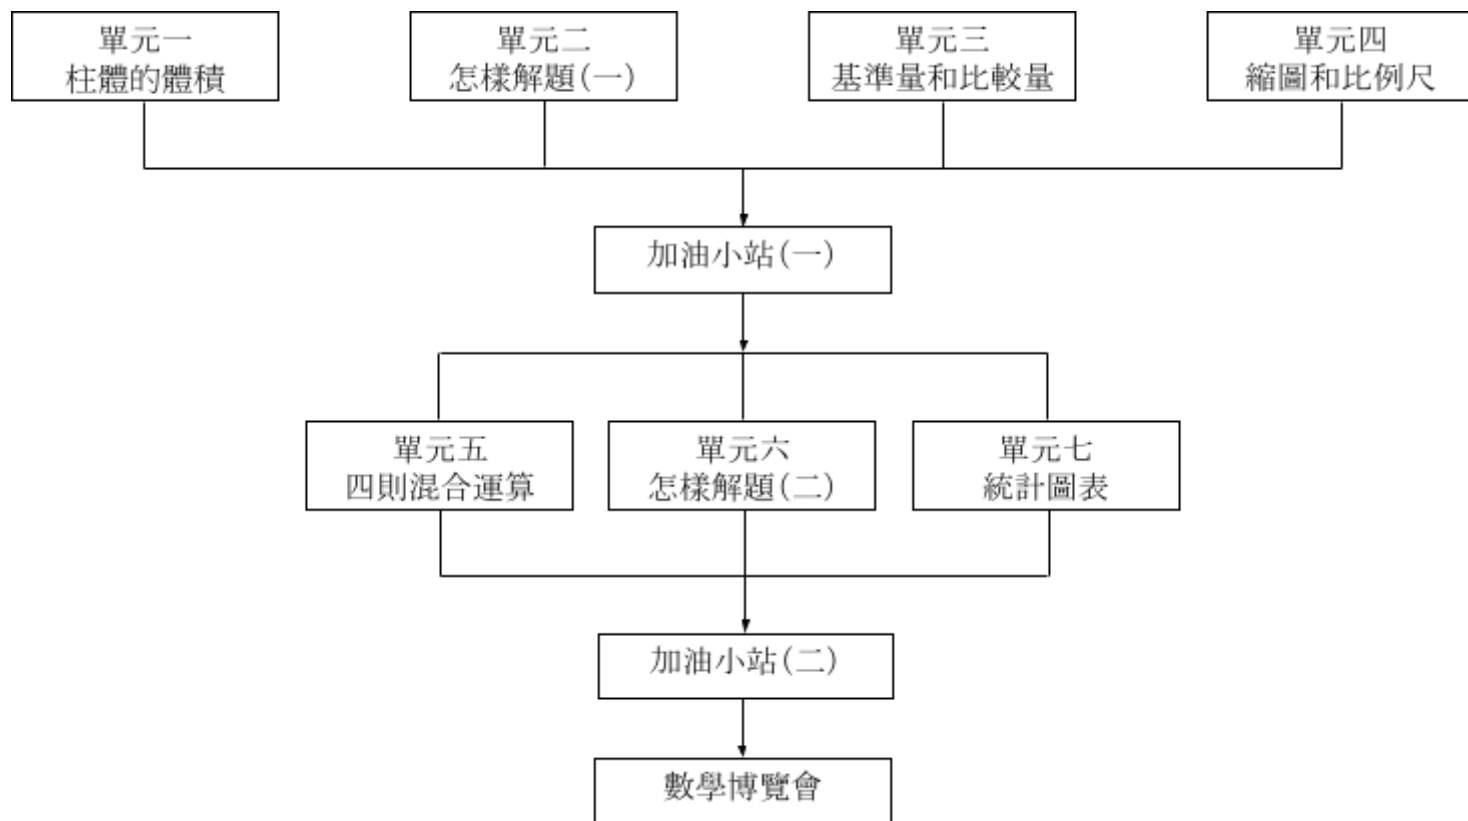 單元一
柱體的體積
單元二
怎樣解題(一)
單元三
基準量和比較量
單元四
縮圖和比例尺
加油小站(一)
單元五
四則混合運算
單元六
怎樣解題(二)
單元七
統計圖表
加油小站(二)
數學博覽會